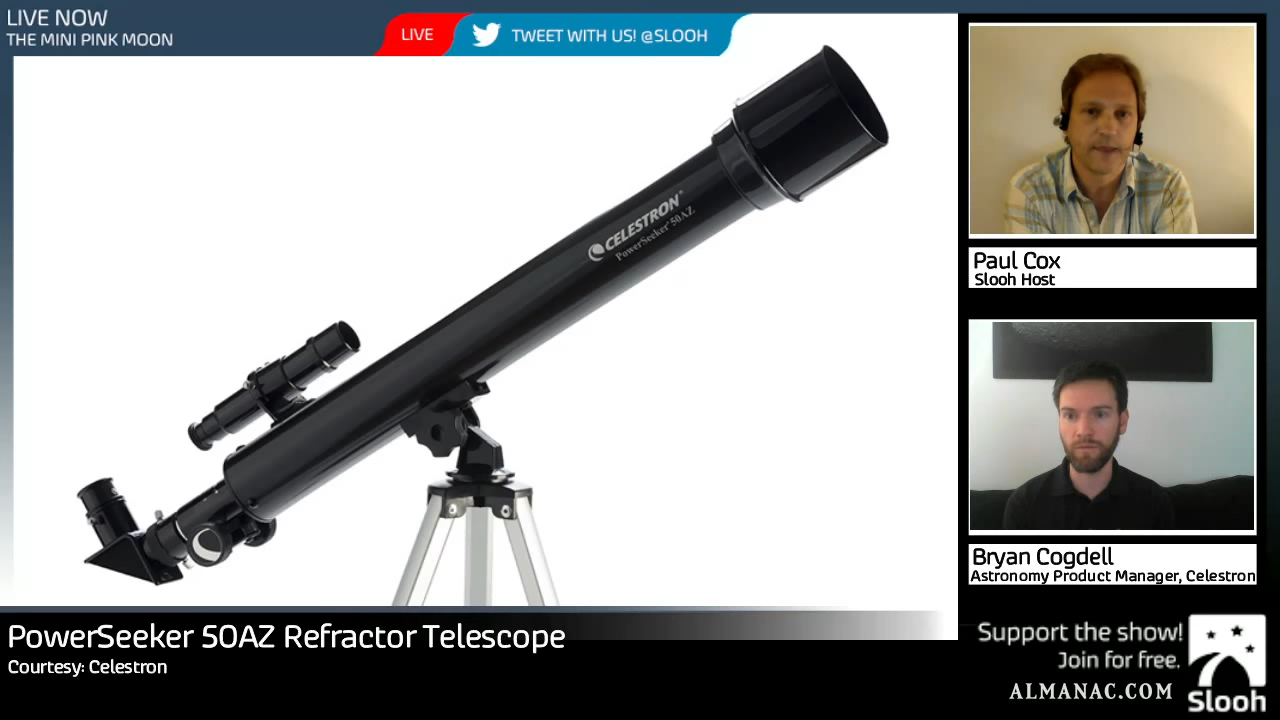 LIVE NOW
THE MINI PINK MOON
LIVE
TWEET WITH US! @SLOOH
CELESTRON®
PowerSeeker® 50AZ
Paul Cox
Slooh Host
Bryan Cogdell
Astronomy Product Manager, Celestron
PowerSeeker 50AZ Refractor Telescope
Courtesy: Celestron
Support the show!
Join for free.
ALMANAC.COM
Slooh